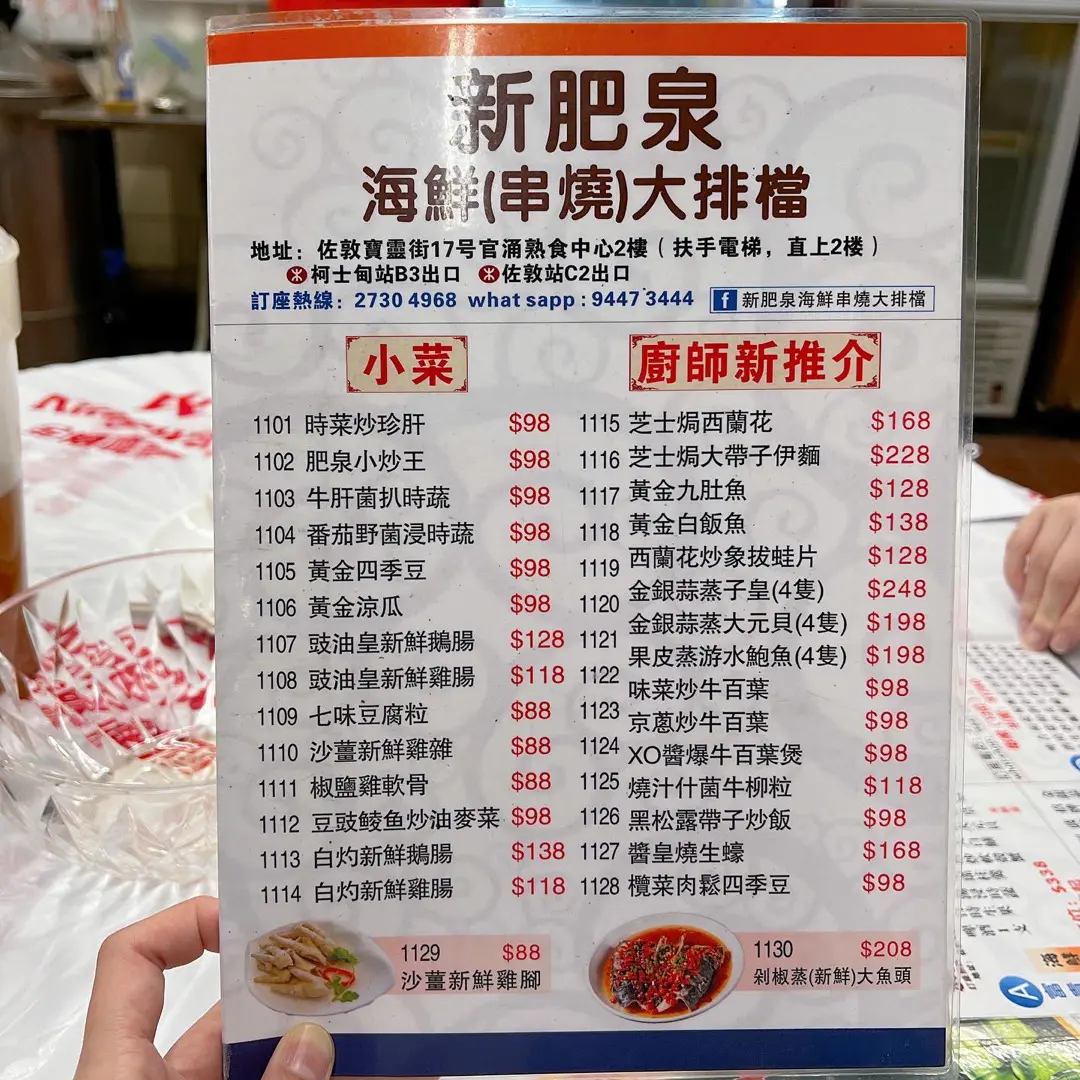 新肥泉
海鮮(串燒)大排檔
地址：佐敦寶靈街17号官涌熟食中心2樓（扶手電梯，直上2楼）
柯士甸站B3出口 佐敦站C2出口
訂座熱線：2730 4968 what sapp : 9447 3444 f 新肥泉海鮮串燒大排檔
小菜
1101 時菜炒珍肝 $98
1102 肥泉小炒王 $98
1103 牛肝菌扒時蔬 $98
1104 番茄野菌浸時蔬 $98
1105 黃金四季豆 $98
1106 黃金涼瓜 $98
1107 豉油皇新鮮鵝腸 $128
1108 豉油皇新鮮雞腸 $118
1109 七味豆腐粒 $88
1110 沙薑新鮮雞雜 $88
1111 椒鹽雞軟骨 $88
1112 豆豉鲮鱼炒油麥菜 $98
1113 白灼新鮮鵝腸 $138
1114 白灼新鮮雞腸 $118
廚師新推介
1115 芝士焗西蘭花 $168
1116 芝士焗大帶子伊麵 $228
1117 黃金九肚魚 $128
1118 黃金白飯魚 $138
1119 西蘭花炒象拔蛙片 $128
1120 金銀蒜蒸子皇(4隻) $248
1121 金銀蒜蒸大元貝(4隻) $198
1122 果皮蒸游水鮑魚(4隻) $198
味菜炒牛百葉 $98
1123 京蔥炒牛百葉 $98
1124 XO醬爆牛百葉煲 $98
1125 燒汁什菌牛柳粒 $118
1126 黑松露帶子炒飯 $98
1127 醬皇燒生蠔 $168
1128 欖菜肉鬆四季豆 $98
1129 $88
沙薑新鮮雞腳
1130 $208
剁椒蒸(新鮮)大魚頭